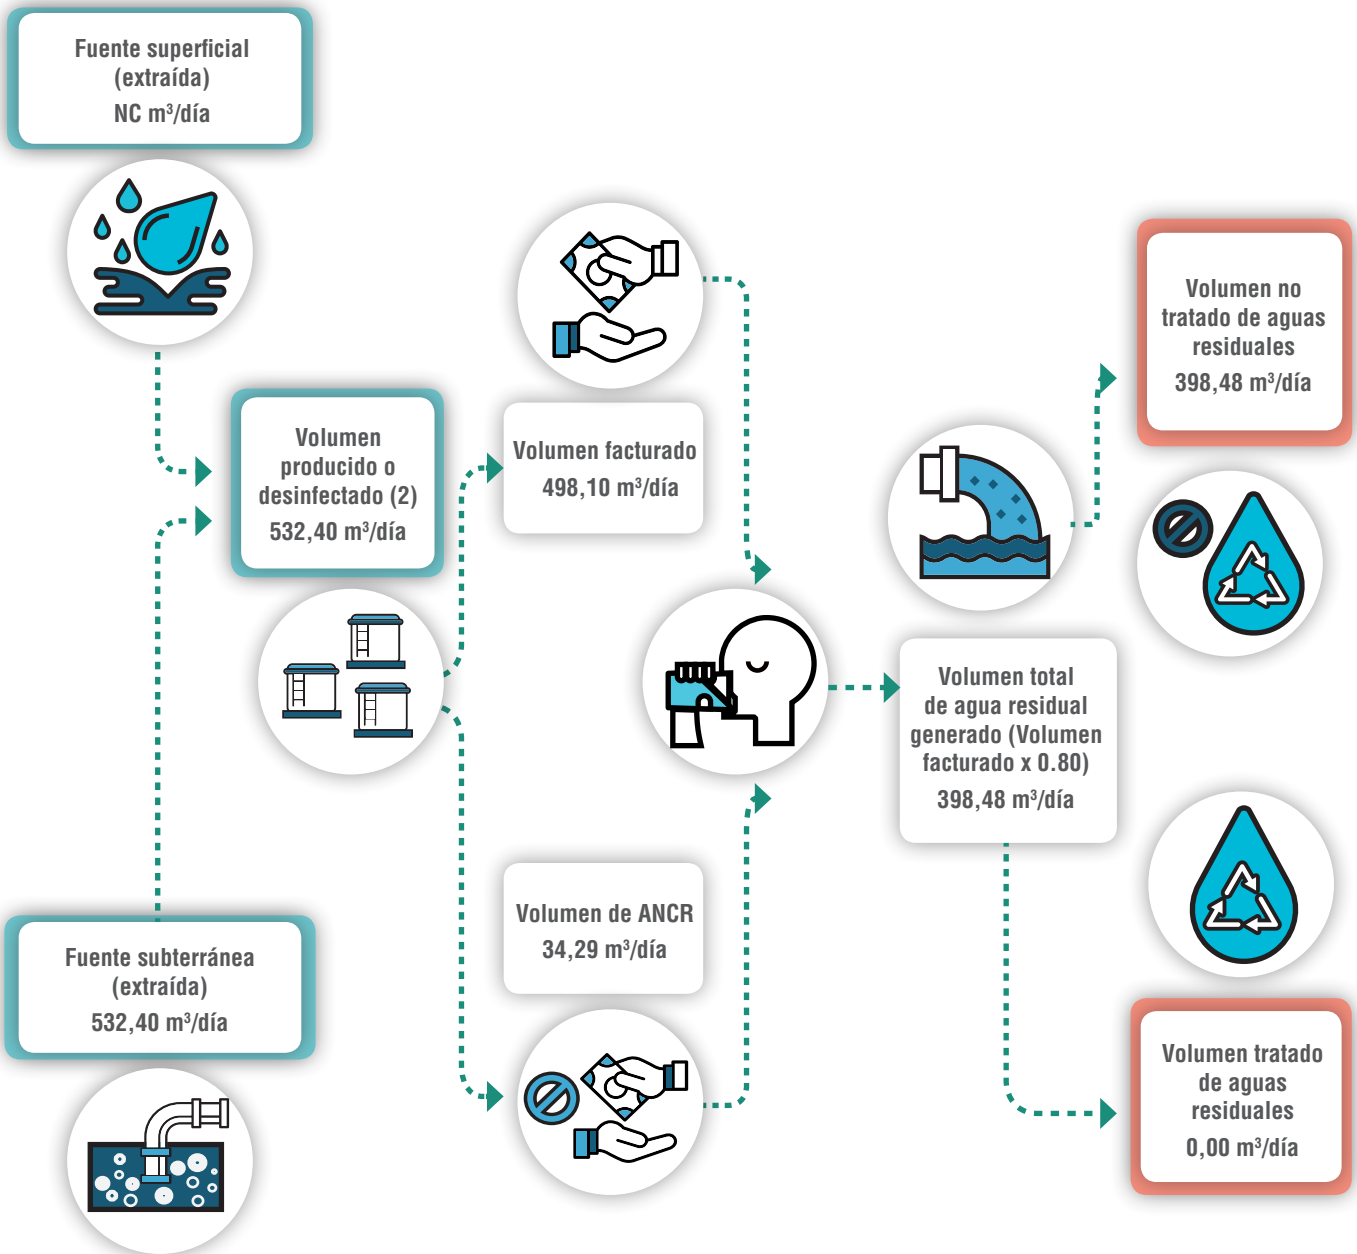 Fuente superficial
(extraída)
NC m³/día
Volumen
producido o
desinfectado (2)
532,40 m³/día
Fuente subterránea
(extraída)
532,40 m³/día
Volumen facturado
498,10 m³/día
Volumen de ANCR
34,29 m³/día
Volumen total
de agua residual
generado (Volumen
facturado x 0.80)
398,48 m³/día
Volumen no
tratado de aguas
residuales
398,48 m³/día
Volumen tratado
de aguas
residuales
0,00 m³/día